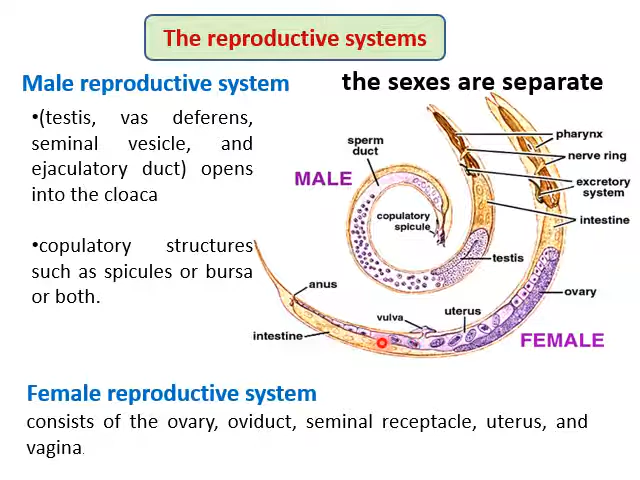 The reproductive systems
Male reproductive system
the sexes are separate
•(testis, vas deferens,
seminal vesicle, and
ejaculatory duct) opens
into the cloaca
•copulatory structures
such as spicules or bursa
or both.
sperm
duct
MALE
copulatory
spicule
pharynx
nerve ring
excretory
system
intestine
testis
ovary
anus
vulva
uterus
intestine
FEMALE
Female reproductive system
consists of the ovary, oviduct, seminal receptacle, uterus, and
vagina.